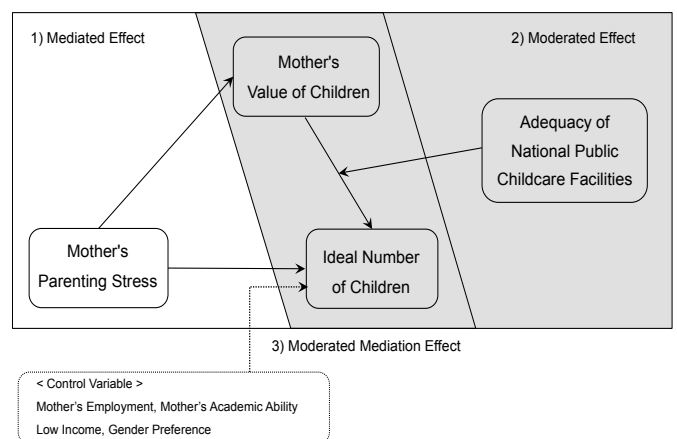 1) Mediated Effect
2) Moderated Effect
Mother's
Value of Children
Adequacy of
National Public
Childcare Facilities
Mother's
Parenting Stress
Ideal Number
of Children
3) Moderated Mediation Effect
< Control Variable >
Mother’s Employment, Mother’s Academic Ability
Low Income, Gender Preference